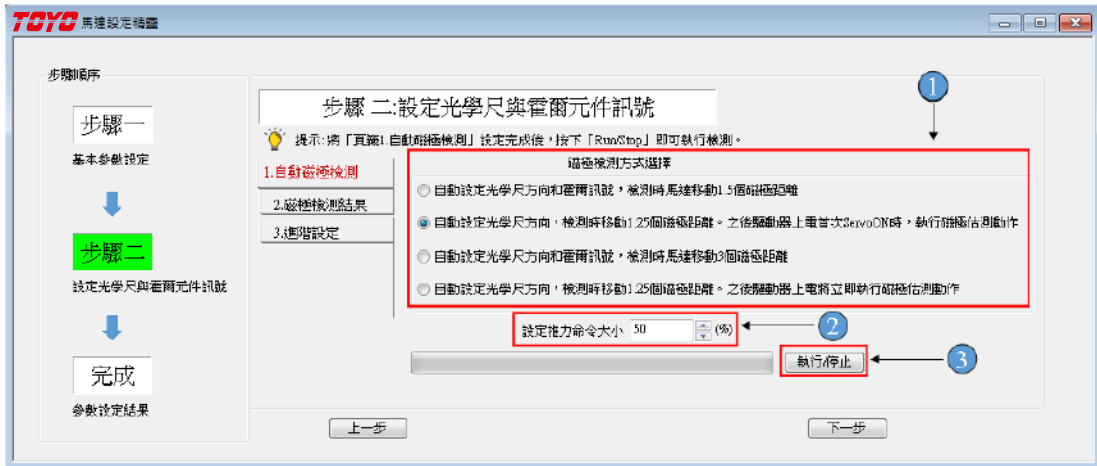 TOYO 馬達設定精靈
步驟順序
步驟一
基本參數設定
步驟二
設定光學尺與霍爾元件訊號
完成
參數設定結果
步驟 二:設定光學尺與霍爾元件訊號
提示:將「頁籤1.自動磁極檢測」設定完成後，按下「Run/Stop」即可執行檢測。
1.自動磁極檢測
2.磁極檢測結果
3.進階設定
1
磁極檢測方式選擇
自動設定光學尺方向和霍爾訊號，檢測時馬達移動1.5個磁極距離
自動設定光學尺方向，檢測時移動1.25個磁極距離。之後驅動器上電首次ServoON時，執行磁極估測動作
自動設定光學尺方向和霍爾訊號，檢測時馬達移動3個磁極距離
自動設定光學尺方向，檢測時移動1.25個磁極距離。之後驅動器上電將立即執行磁極估測動作
設定推力命令大小 50 (%) 2
執行/停止 3
上一步 下一步